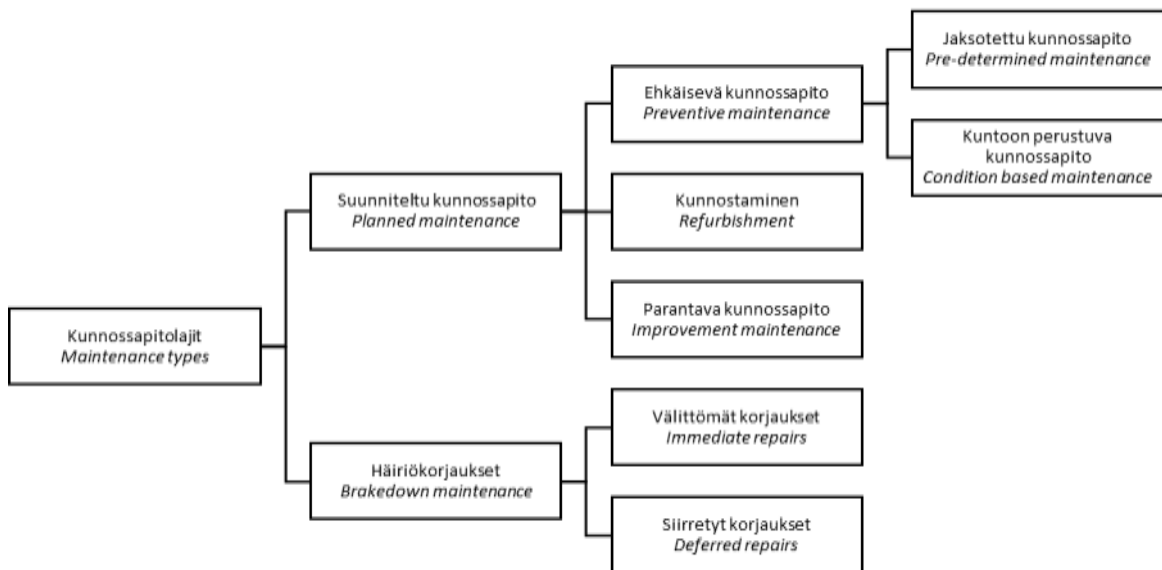 Kunnossapitolajit
Maintenance types
Suunniteltu kunnossapito
Planned maintenance
Häiriökorjaukset
Brakedown maintenance
Ehkäisevä kunnossapito
Preventive maintenance
Kunnostaminen
Refurbishment
Parantava kunnossapito
Improvement maintenance
Välittömät korjaukset
Immediate repairs
Siirretyt korjaukset
Deferred repairs
Jaksotettu kunnossapito
Pre-determined maintenance
Kuntoon perustuva
kunnossapito
Condition based maintenance